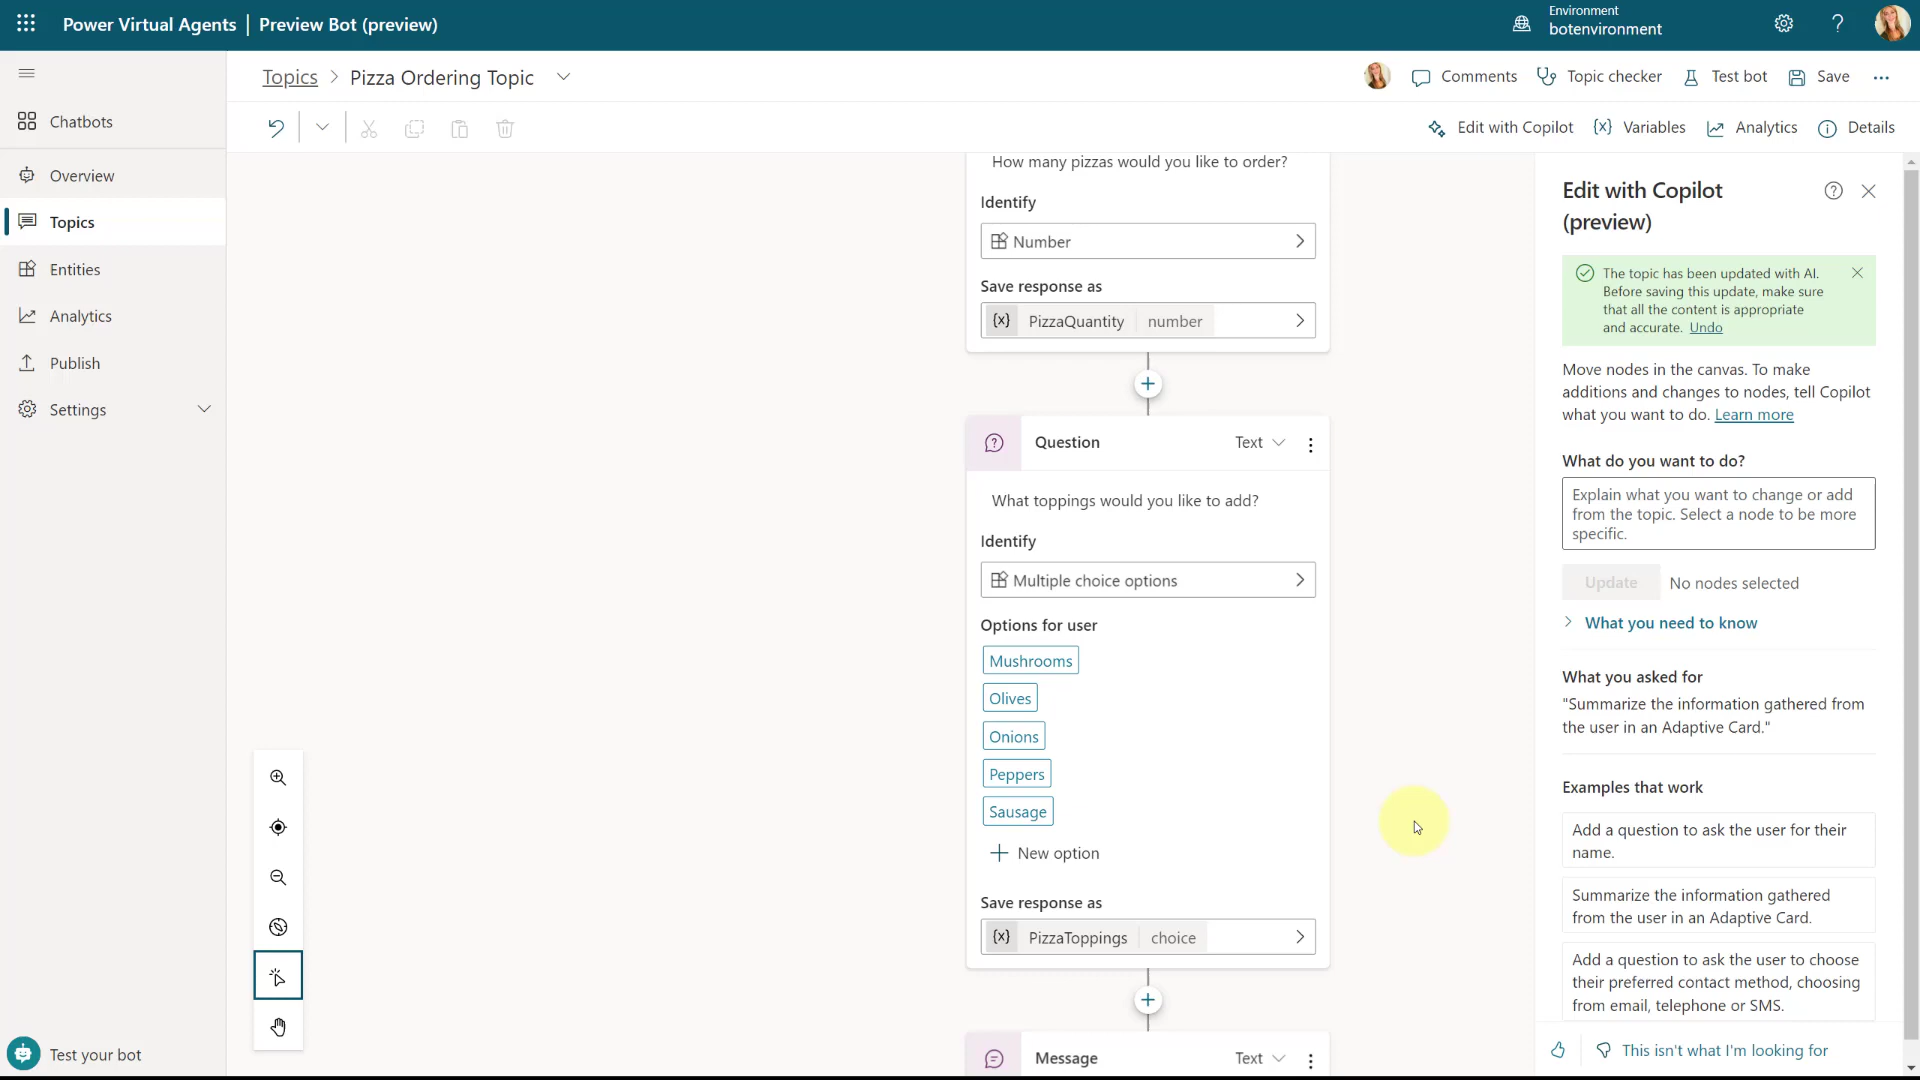 Power Virtual Agents | Preview Bot (preview)
Environment
botenvironment
?
Topics > Pizza Ordering Topic
Comments
Topic checker
Test bot
Save
...
Edit with Copilot
{x} Variables
Analytics
Details
Chatbots
Overview
Topics
Entities
Analytics
Publish
Settings
Test your bot
How many pizzas would you like to order?
Identify
Number
Save response as
{x} PizzaQuantity number
Question
Text
What toppings would you like to add?
Identify
Multiple choice options
Options for user
Mushrooms
Olives
Onions
Peppers
Sausage
New option
Save response as
{x} PizzaToppings choice
Message
Text
Edit with Copilot
(preview)
The topic has been updated with AI.
Before saving this update, make sure
that all the content is appropriate
and accurate. Undo
Move nodes in the canvas. To make
additions and changes to nodes, tell Copilot
what you want to do. Learn more
What do you want to do?
Explain what you want to change or add
from the topic. Select a node to be more
specific.
Update
No nodes selected
What you need to know
What you asked for
"Summarize the information gathered from
the user in an Adaptive Card."
Examples that work
Add a question to ask the user for their
name.
Summarize the information gathered
from the user in an Adaptive Card.
Add a question to ask the user to choose
their preferred contact method, choosing
from email, telephone or SMS.
This isn't what I'm looking for